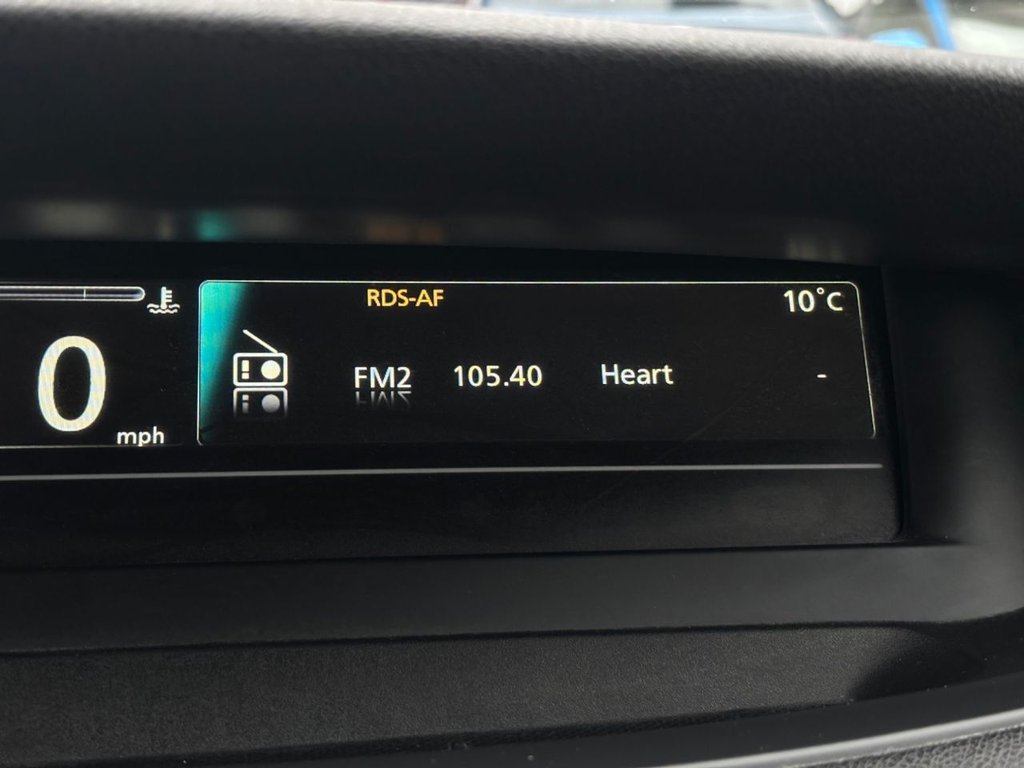 RDS-AF 10°C
0 mph
FM2 105.40 Heart -